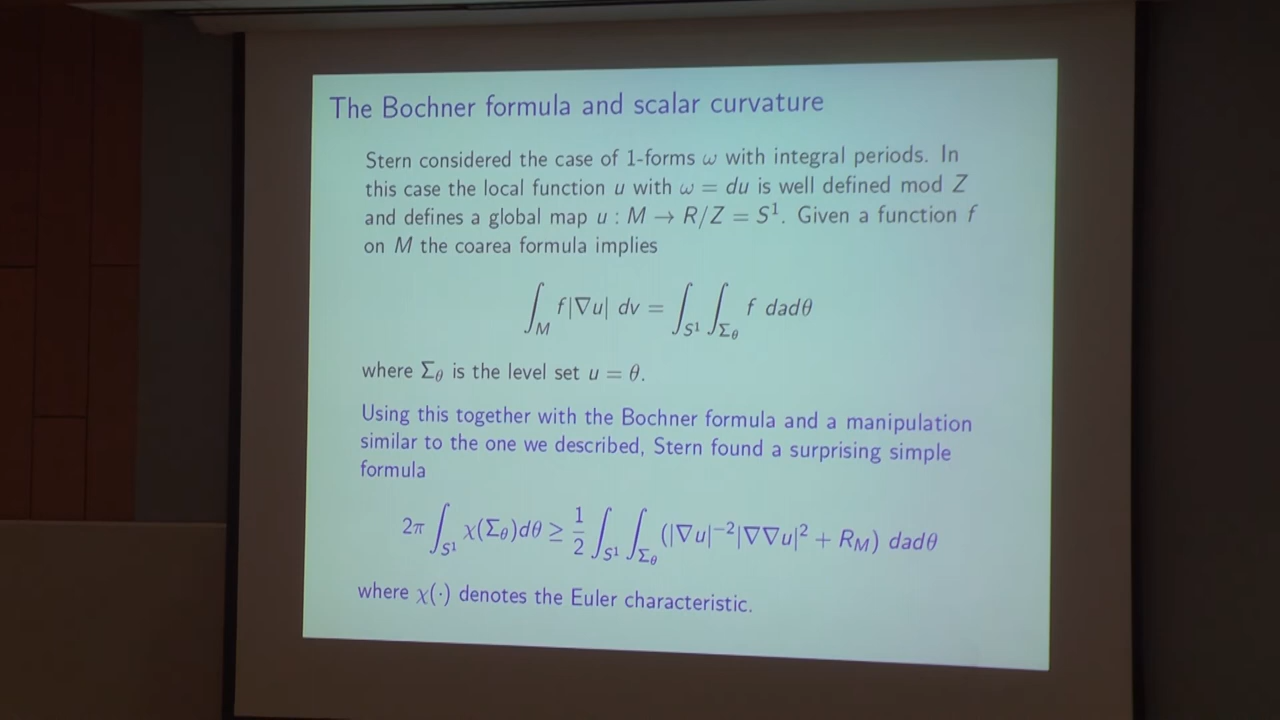 The Bochner formula and scalar curvature
Stern considered the case of 1-forms ω with integral periods. In
this case the local function u with ω = du is well defined mod Z
and defines a global map u : M → R/Z = S¹. Given a function f
on M the coarea formula implies
∫_M f|∇u| dv = ∫_{S¹} ∫_{Σ_θ} f dadθ
where Σ_θ is the level set u = θ.
Using this together with the Bochner formula and a manipulation
similar to the one we described, Stern found a surprising simple
formula
2π ∫_{S¹} χ(Σ_θ)dθ ≥ 1/2 ∫_{S¹} ∫_{Σ_θ} (|∇u|⁻²|∇∇u|² + R_M) dadθ
where χ(·) denotes the Euler characteristic.